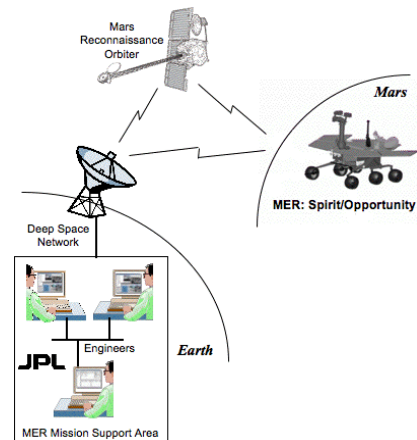 Mars
Reconnaissance
Orbiter
Mars
MER: Spirit/Opportunity
Deep Space
Network
Engineers
Earth
JPL
MER Mission Support Area